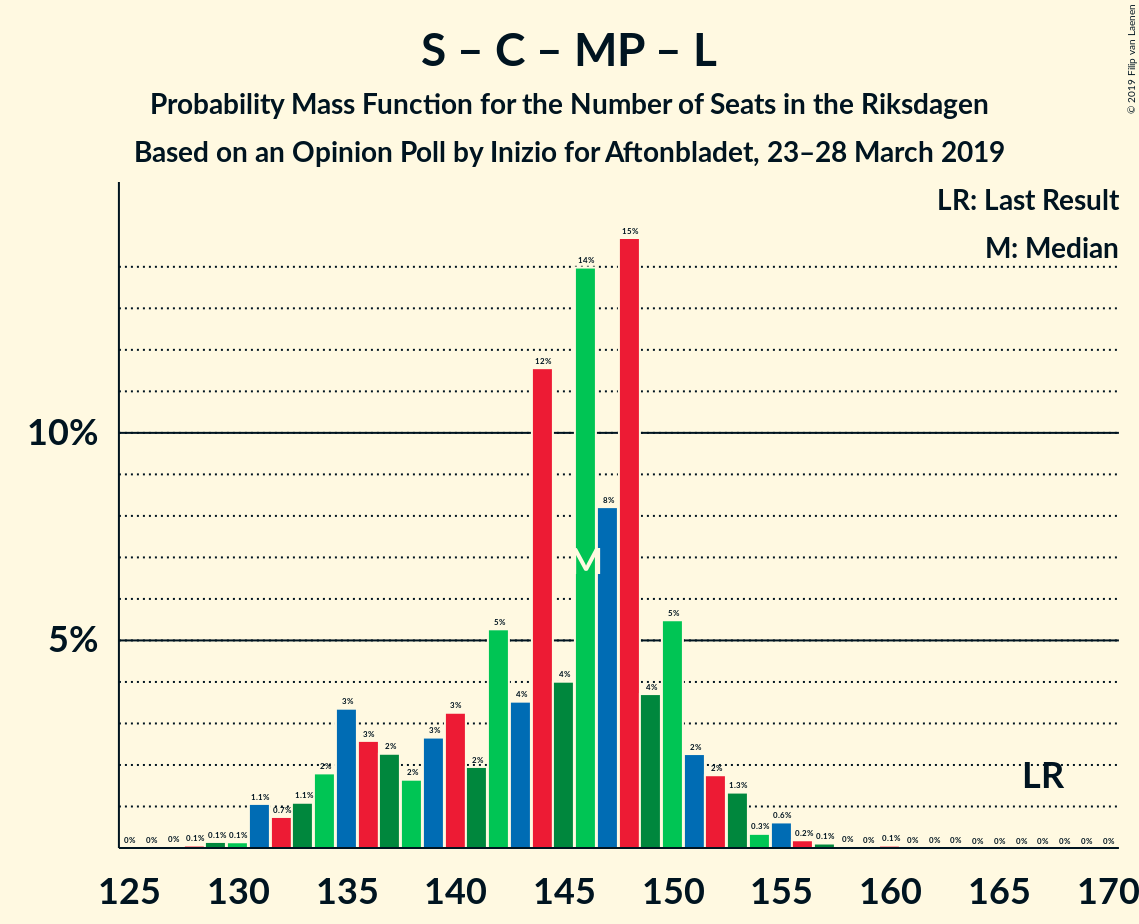 S – C – MP – L
Probability Mass Function for the Number of Seats in the Riksdagen
Based on an Opinion Poll by Inizio for Aftonbladet, 23–28 March 2019
© 2019 Filip van Laenen
LR: Last Result
M: Median
10%
5%
0% 0% 0% 0.1% 0.1% 0.1% 1.1% 0.7% 1.1% 2% 3% 3% 2% 2% 3% 3% 2% 5% 4% 12% 4% 14% 8% 15% 4% 5% 2% 2% 1.3% 0.3% 0.6% 0.2% 0.1% 0% 0% 0.1% 0% 0% 0% 0% 0% 0% 0% 0% 0% 0%
M
LR
125 130 135 140 145 150 155 160 165 170